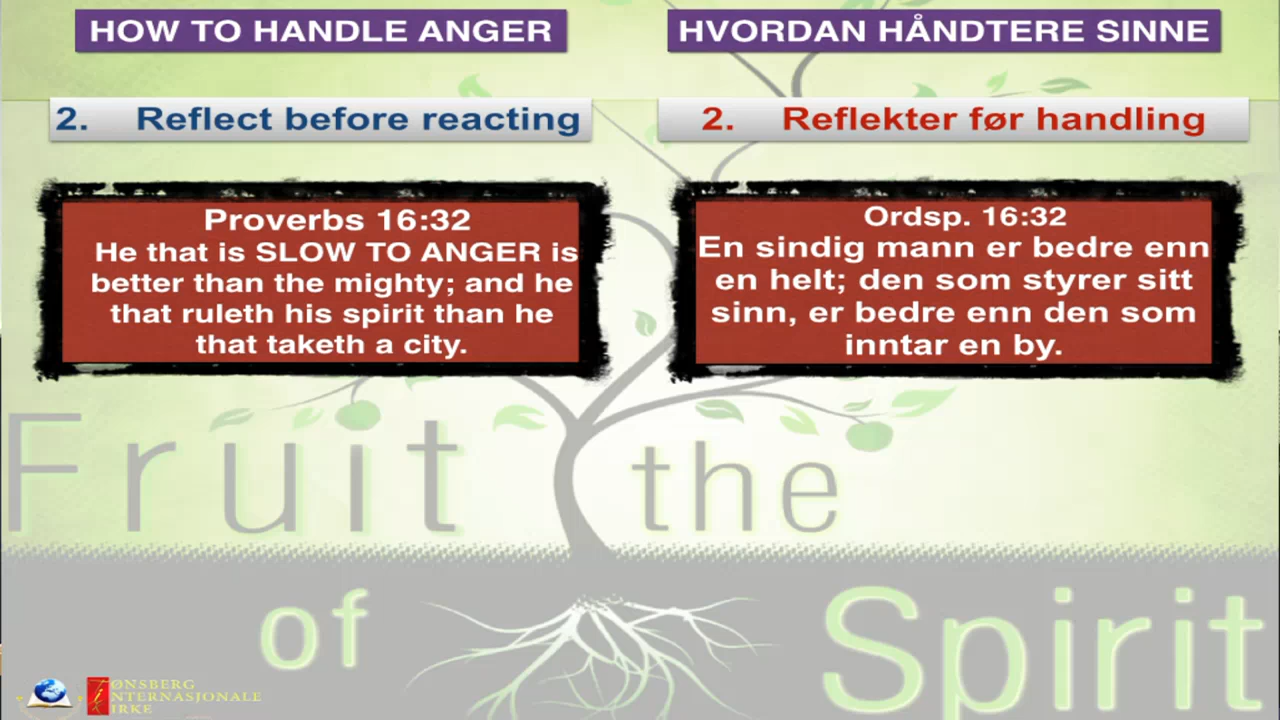 HOW TO HANDLE ANGER
2. Reflect before reacting
Proverbs 16:32
He that is SLOW TO ANGER is
better than the mighty; and he
that ruleth his spirit than he
that taketh a city.
HVORDAN HÅNDTERE SINNE
2. Reflekter før handling
Ordsp. 16:32
En sindig mann er bedre enn
en helt; den som styrer sitt
sinn, er bedre enn den som
inntar en by.
Fruit the
of Spirit
TØNSBERG
INTERNASJONALE
KIRKE